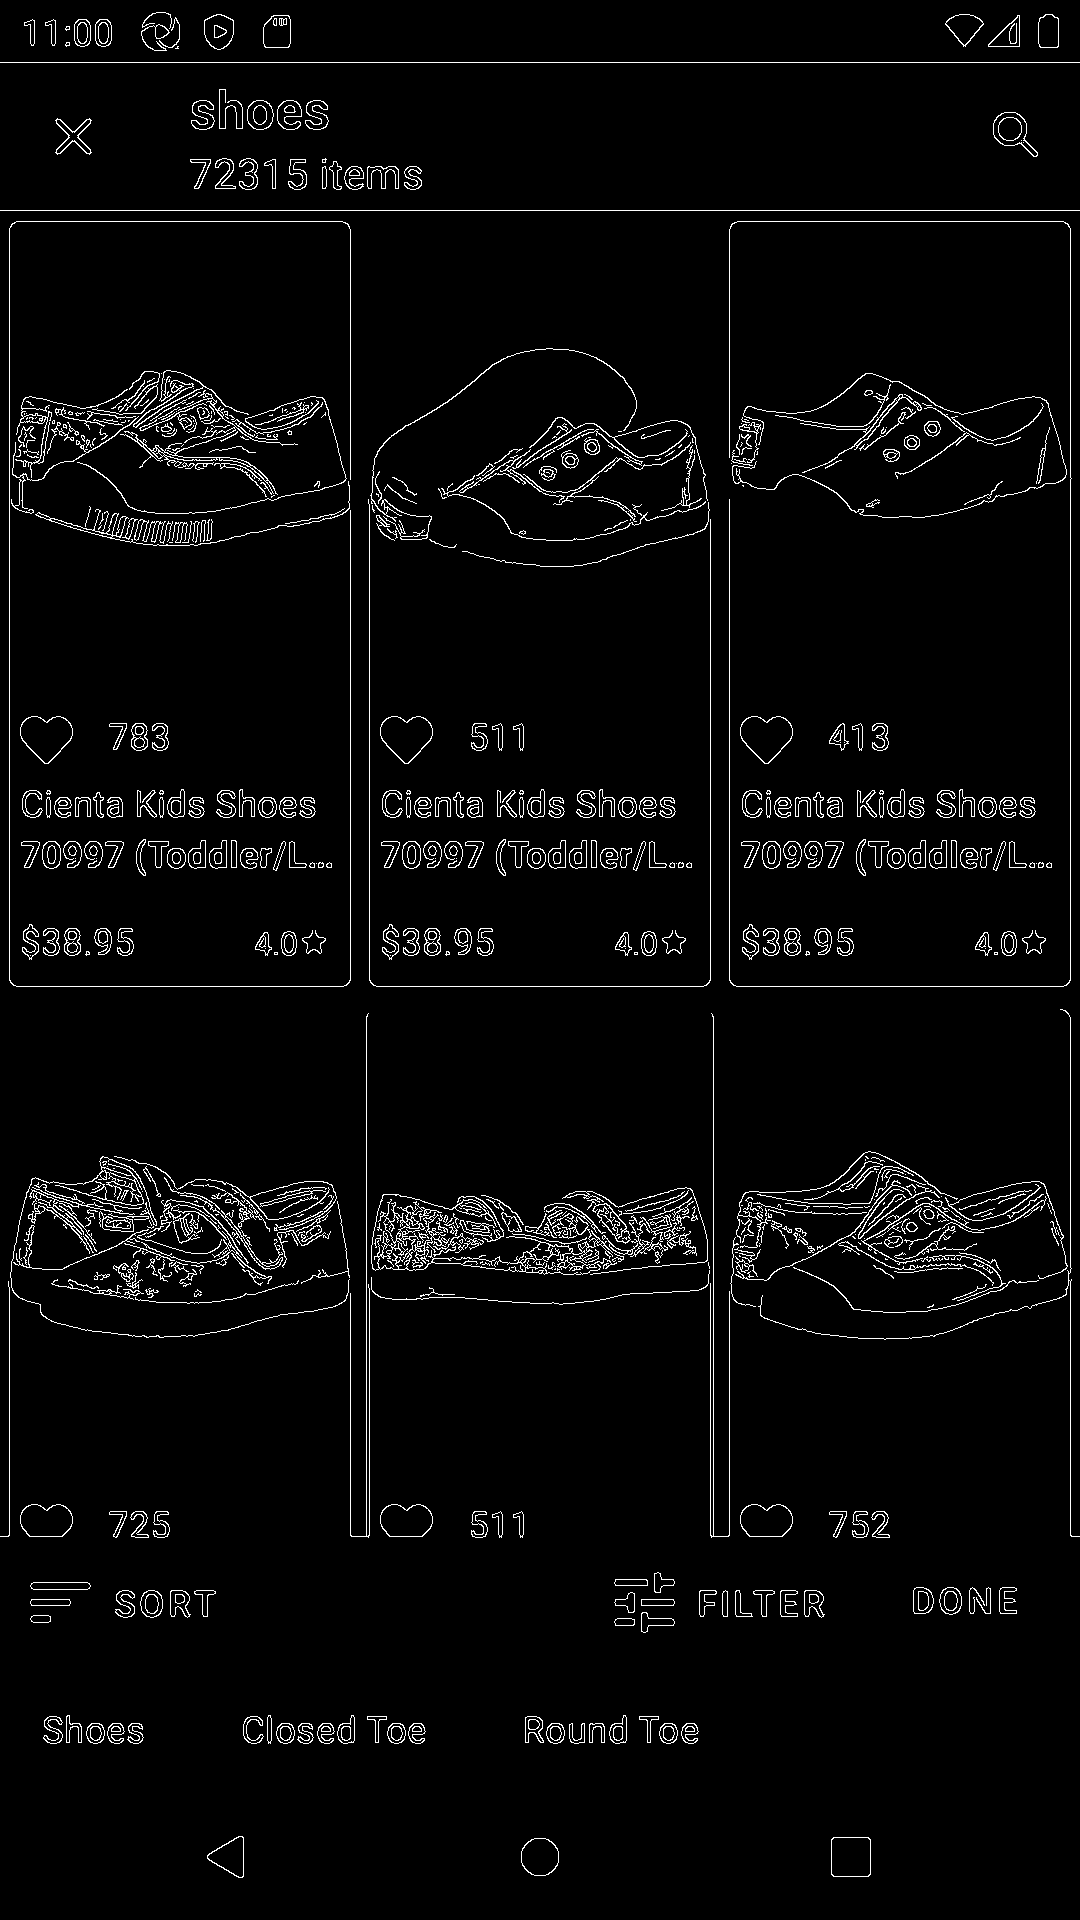 11:00
shoes
72315 items
783
511
413
Cienta Kids Shoes
70997 (Toddler/L...
Cienta Kids Shoes
70997 (Toddler/L...
Cienta Kids Shoes
70997 (Toddler/L...
$38.95
4.0
$38.95
4.0
$38.95
4.0
725
511
752
SORT
FILTER
DONE
Shoes
Closed Toe
Round Toe